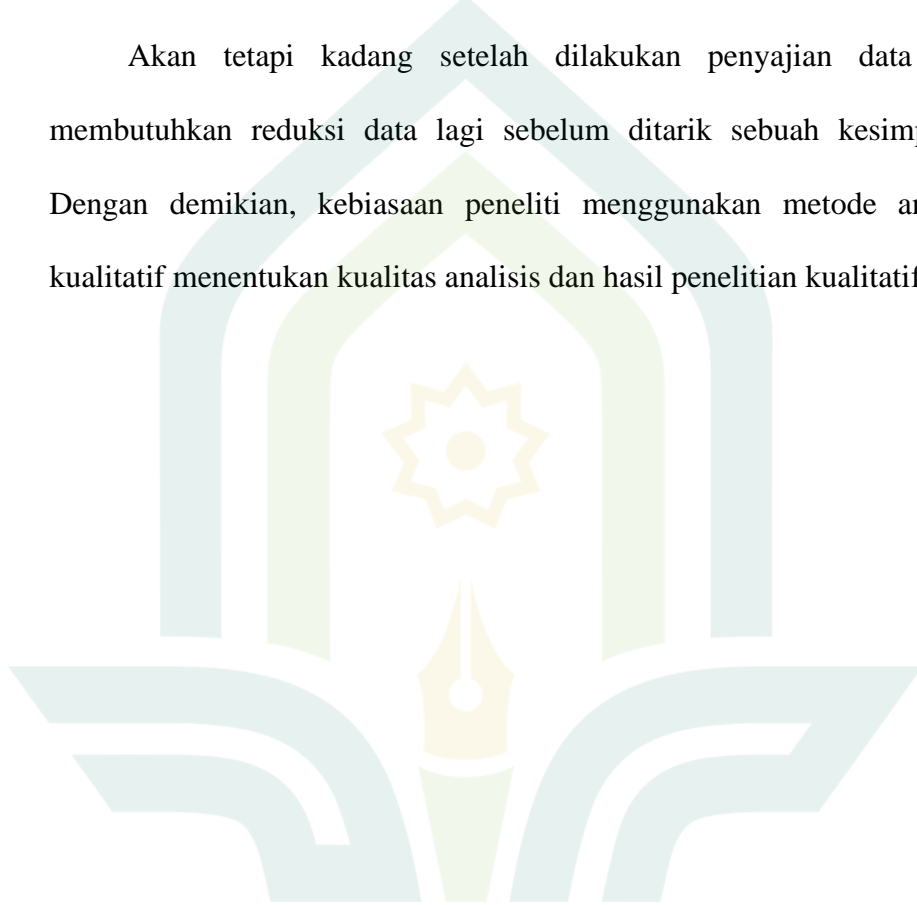 Akan tetapi kadang setelah dilakukan penyajian data
membutuhkan reduksi data lagi sebelum ditarik sebuah
Dengan demikian, kebiasaan peneliti menggunakan metode
kualitatif menentukan kualitas analisis dan hasil penelitian kualitatif